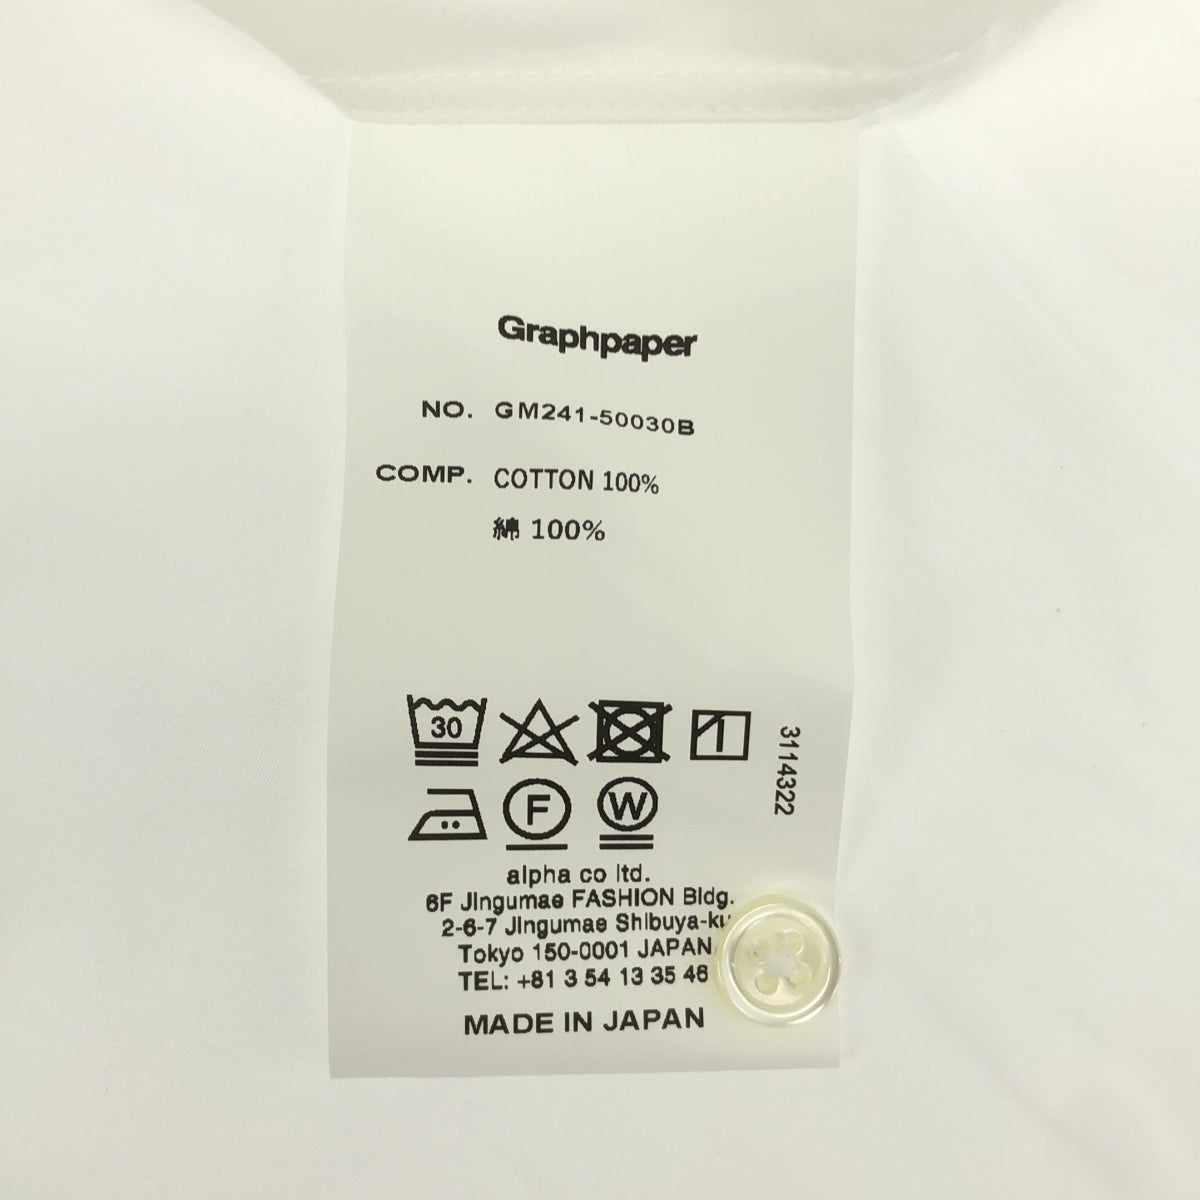 Graphpaper
NO. GM241-50030B
COMP. COTTON 100%
綿 100%
30
3114322
F
W
alpha co ltd.
6F Jingumae FASHION Bldg.
2-6-7 Jingumae Shibuya-ku
Tokyo 150-0001 JAPAN
TEL: +81 3 54 13 35 46
MADE IN JAPAN